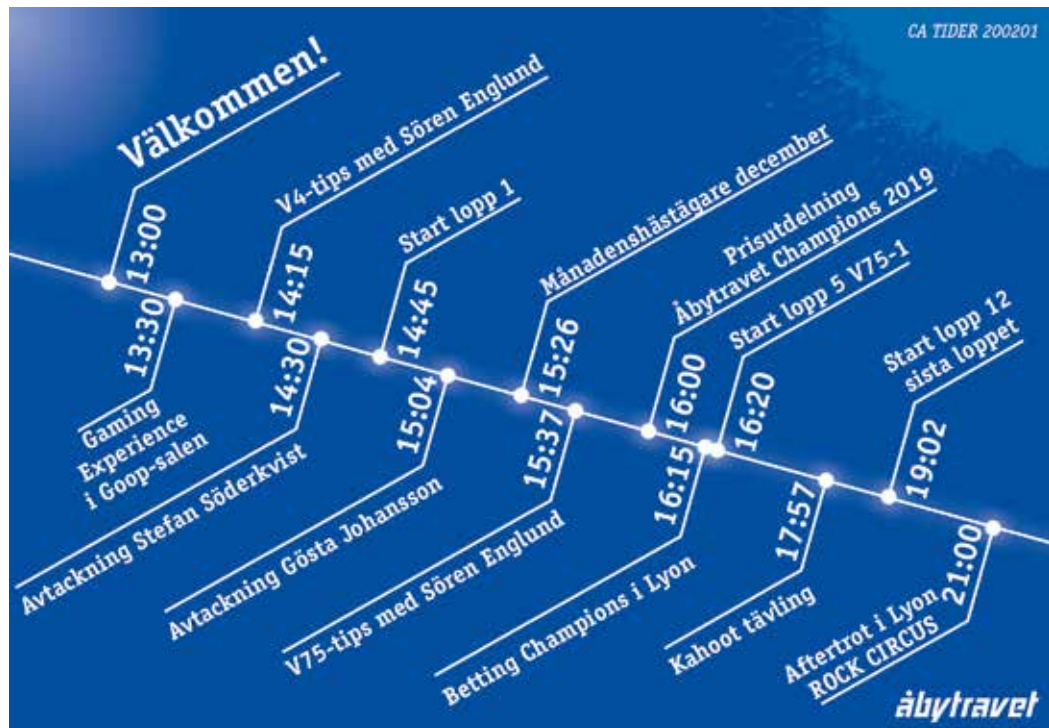 CA TIDER 200201
Välkommen!
13:00
13:30
Gaming
Experience
i Goop-salen
V4-tips med Sören Englund
14:15
14:30
Avtackning Stefan Söderkvist
Start lopp 1
14:45
15:04
Avtackning Gösta Johansson
Månadenshästägare december
15:26
15:37
V75-tips med Sören Englund
Prisutdelning
Åbytravet Champions 2019
16:00
16:15
Betting Champions i Lyon
Start lopp 5 V75-1
16:20
17:57
Kahoot tävling
Start lopp 12
sista loppet
19:02
21:00
Aftertrot i Lyon
ROCK CIRCUS
åbytravet